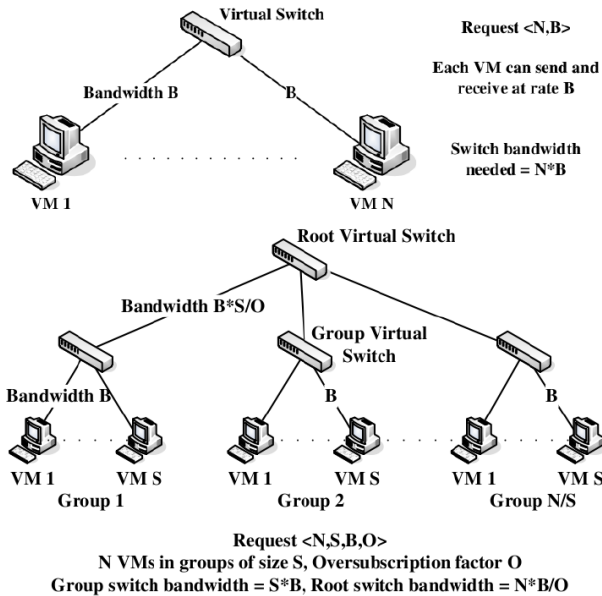 Virtual Switch
Request <N,B>
Each VM can send and
receive at rate B
Bandwidth B
B
Switch bandwidth
needed = N*B
VM 1
VM N
Root Virtual Switch
Bandwidth B*S/O
Group Virtual
Switch
Bandwidth B
B
B
VM 1
VM S
VM 1
VM S
VM 1
VM S
Group 1
Group 2
Group N/S
Request <N,S,B,O>
N VMs in groups of size S, Oversubscription factor O
Group switch bandwidth = S*B, Root switch bandwidth = N*B/O